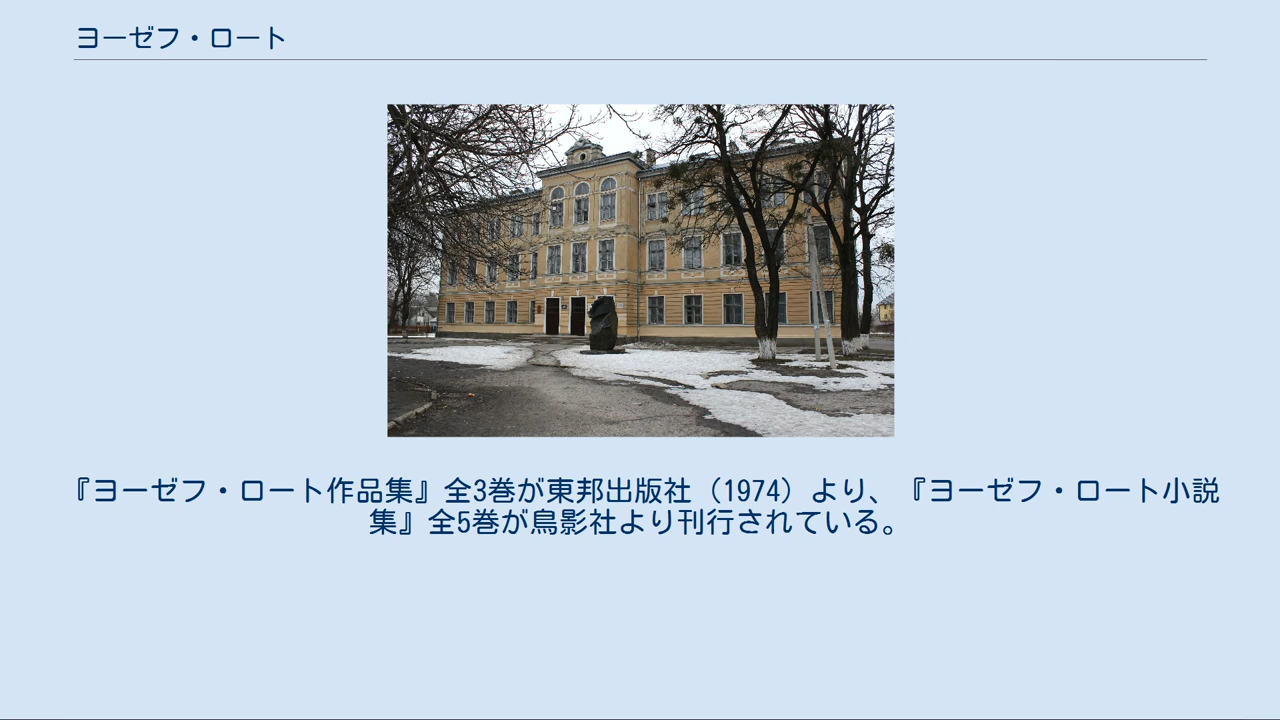 ヨーゼフ・ロート
『ヨーゼフ・ロート作品集』全3巻が東邦出版社（1974）より、『ヨーゼフ・ロート小説
集』全5巻が鳥影社より刊行されている。